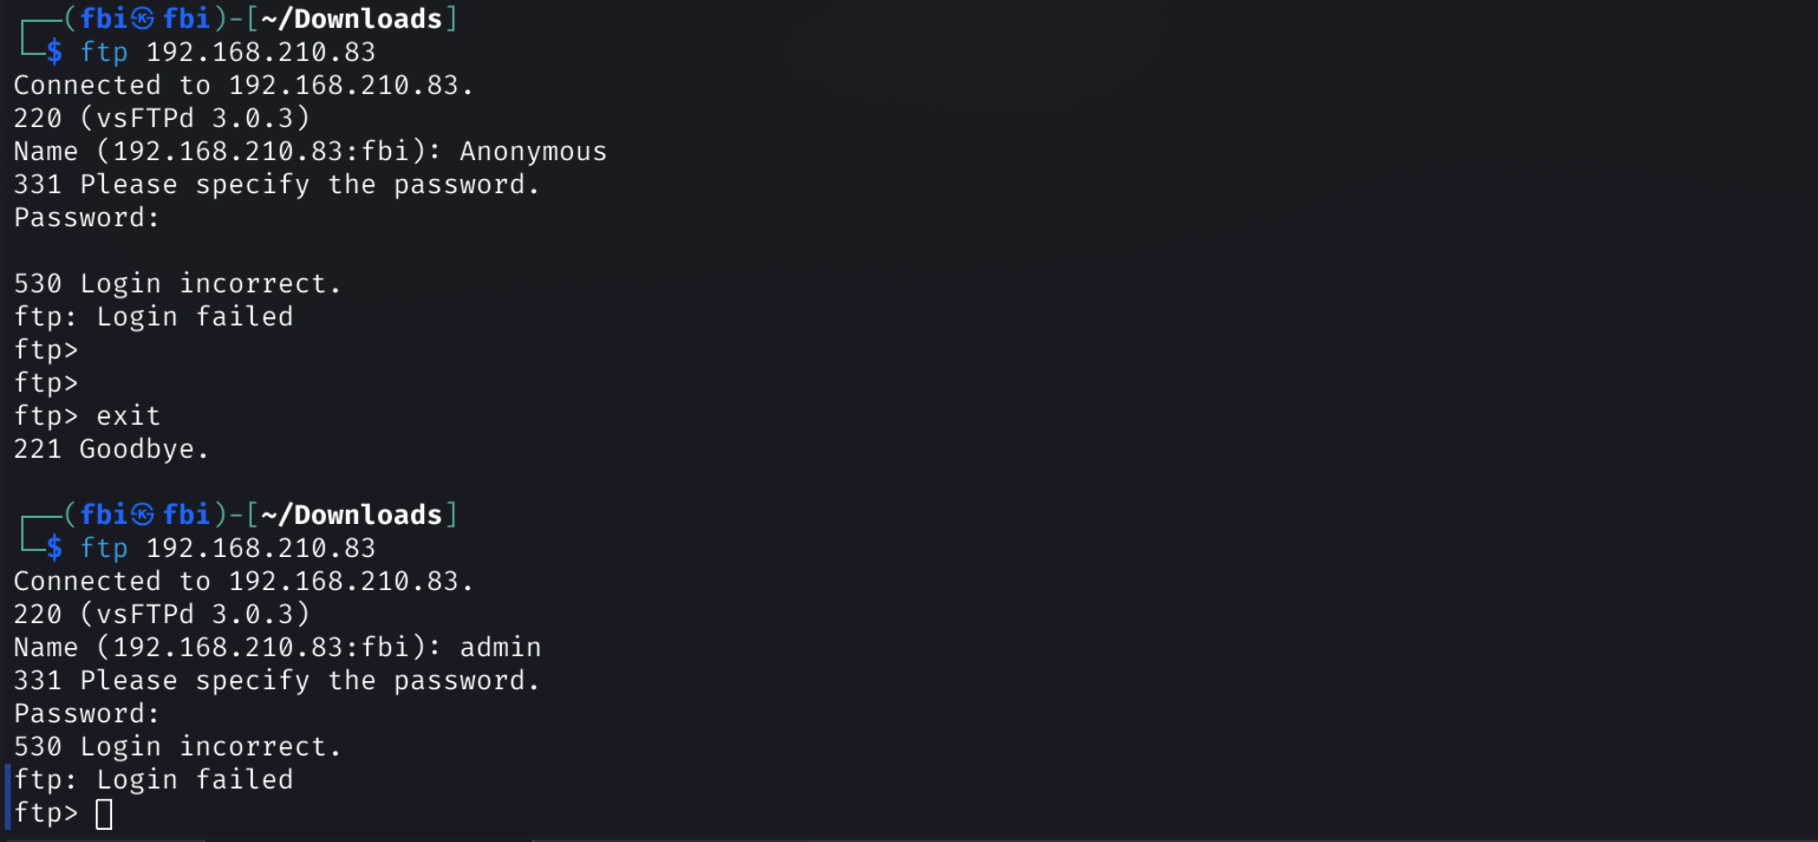 ┌──(fbi㉿fbi)-[~/Downloads]
└─$ ftp 192.168.210.83
Connected to 192.168.210.83.
220 (vsFTPd 3.0.3)
Name (192.168.210.83:fbi): Anonymous
331 Please specify the password.
Password:
530 Login incorrect.
ftp: Login failed
ftp>
ftp>
ftp> exit
221 Goodbye.
┌──(fbi㉿fbi)-[~/Downloads]
└─$ ftp 192.168.210.83
Connected to 192.168.210.83.
220 (vsFTPd 3.0.3)
Name (192.168.210.83:fbi): admin
331 Please specify the password.
Password:
530 Login incorrect.
ftp: Login failed
ftp>